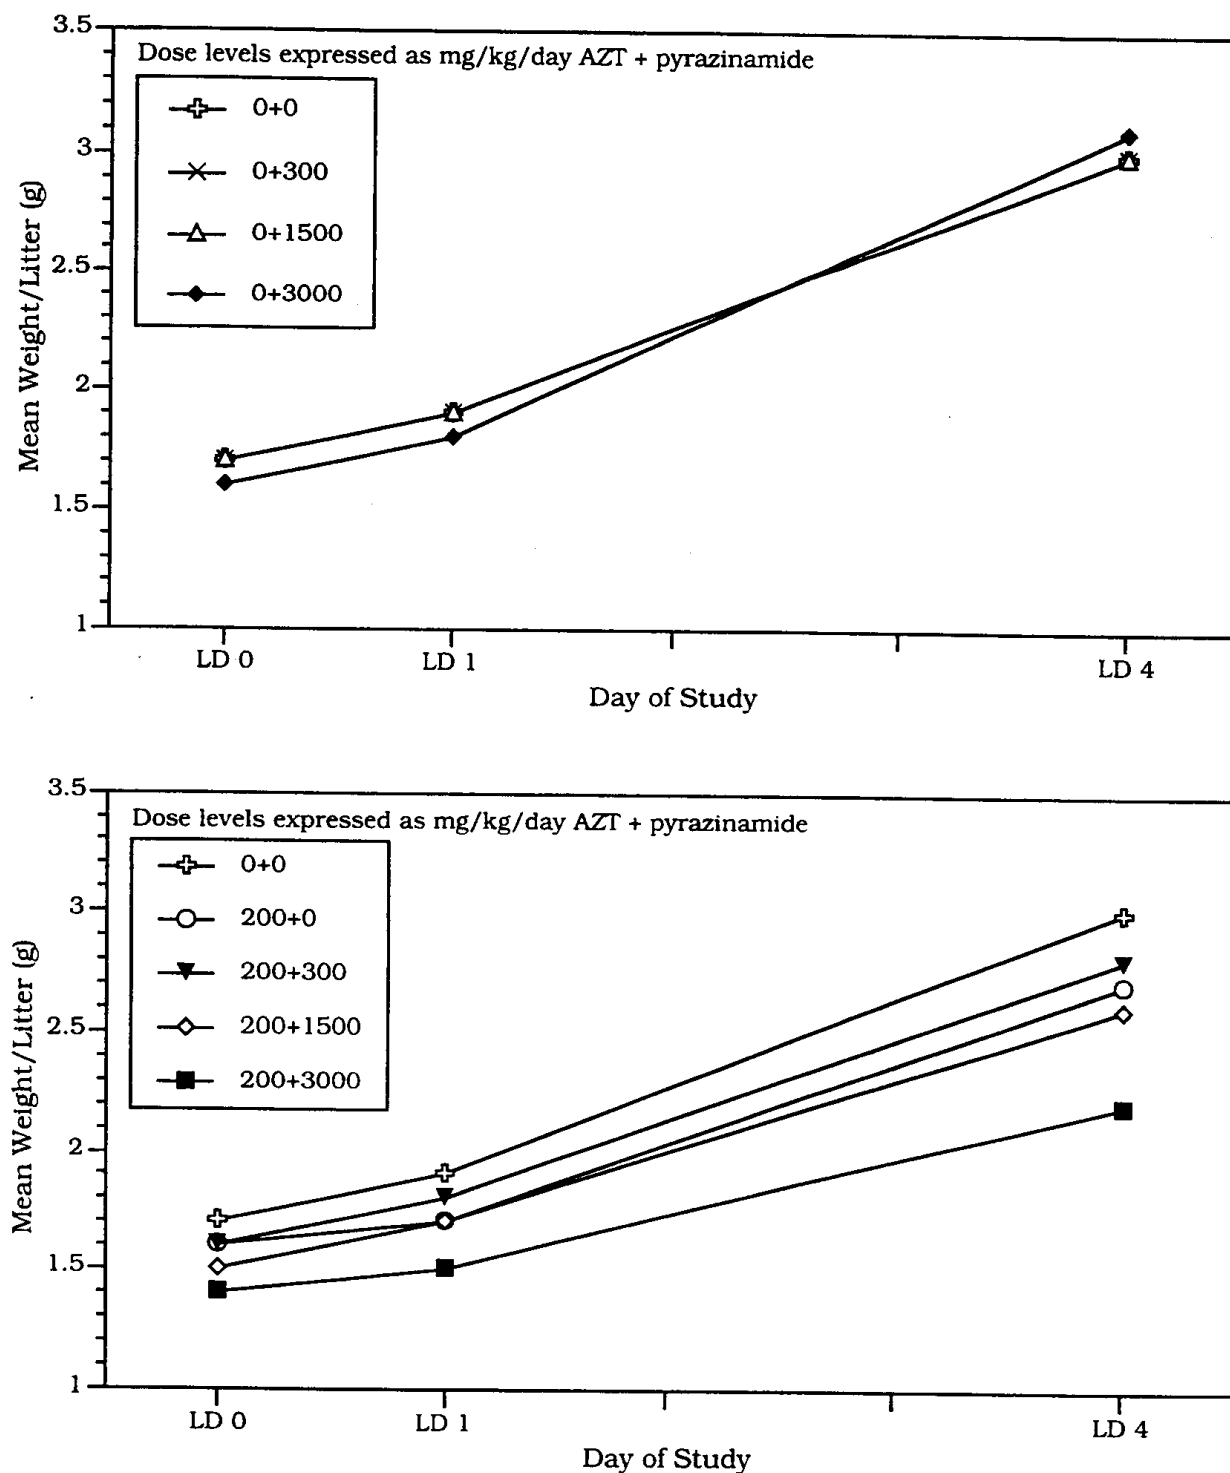 3.5
Dose levels expressed as mg/kg/day AZT + pyrazinamide
0+0
0+300
0+1500
0+3000
3
2.5
2
1.5
1
Mean Weight/Litter (g)
LD 0 LD 1 LD 4
Day of Study
3.5
Dose levels expressed as mg/kg/day AZT + pyrazinamide
0+0
200+0
200+300
200+1500
200+3000
3
2.5
2
1.5
1
Mean Weight/Litter (g)
LD 0 LD 1 LD 4
Day of Study